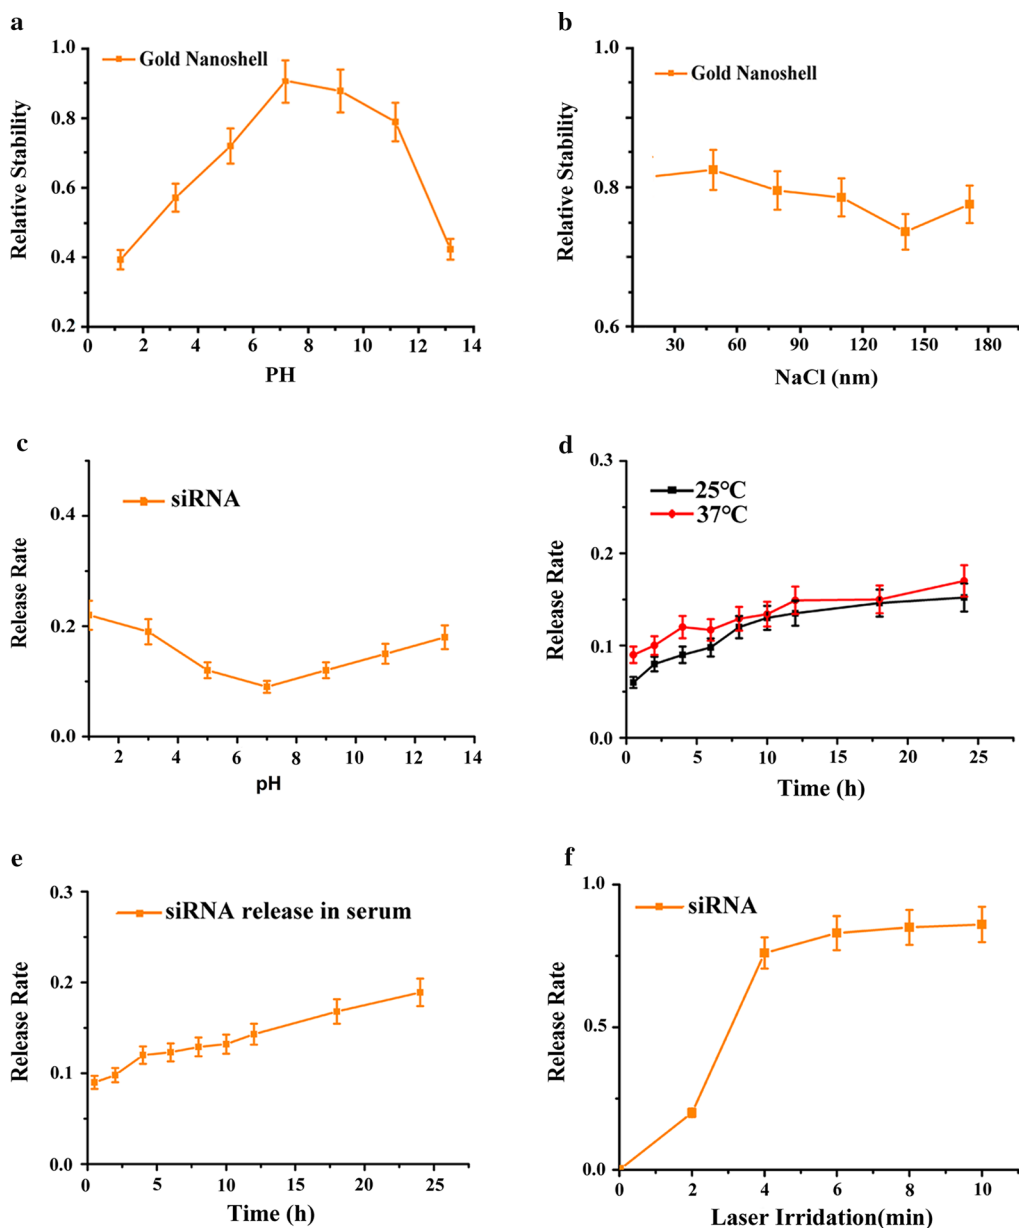 a
Gold Nanoshell
1.0
0.8
0.6
0.4
0.2
Relative Stability
0 2 4 6 8 10 12 14
PH
b
Gold Nanoshell
1.0
0.8
0.6
Relative Stability
30 60 90 120 150 180
NaCl (nm)
c
siRNA
0.4
0.2
0.0
Release Rate
2 4 6 8 10 12 14
pH
d
25°C
37°C
0.3
0.2
0.1
0.0
Release Rate
0 5 10 15 20 25
Time (h)
e
siRNA release in serum
0.3
0.2
0.1
0.0
Release Rate
0 5 10 15 20 25
Time (h)
f
siRNA
1.0
0.5
0.0
Release Rate
0 2 4 6 8 10
Laser Irridation(min)